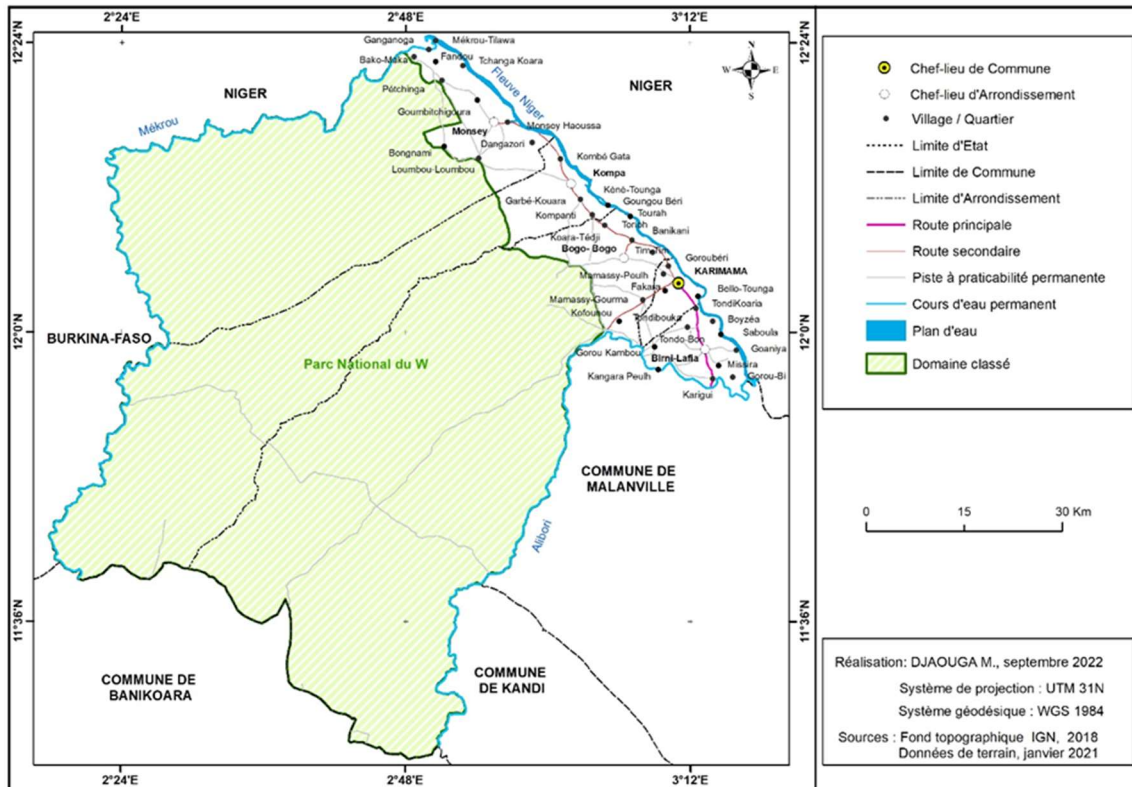 2°24'E
2°48'E
3°12'E
12°24'N
12°24'N
Ganganoga
Mékrou-Tilawa
Bako-Maka
Fandou
Tchanga Koara
N
W
E
S
NIGER
Pétchinga
Fleuve Niger
NIGER
Mékrou
Goumbitchigoura
Monsey
Monsoy Haoussa
Dangazori
Bongnami
Kombé Gata
Loumbou-Loumbou
Kompa
Garbé-Kouara
Kènè-Tounga
Goungou Béri
Kompanti
Tourah
Torioh
Banikani
Koara-Tédji
Bogo- Bogo
Tim-Tim
Goroubéri
KARIMAMA
Mamassy-Poulh
Fakara
Bello-Tounga
Mamassy-Gourma
TondiKoaria
Kofounou
Tondibouka
Boyzéa
12°0'N
12°0'N
BURKINA-FASO
Tondo-Bon
Saboula
Parc National du W
Gorou Kambou
Birni-Lafia
Goaniya
Kangara Peulh
Missira
Gorou-Bi
Karigui
COMMUNE DE
MALANVILLE
Alibori
11°36'N
11°36'N
COMMUNE DE
BANIKOARA
COMMUNE
DE KANDI
2°24'E
2°48'E
3°12'E
Chef-lieu de Commune
Chef-lieu d'Arrondissement
Village / Quartier
Limite d'Etat
Limite de Commune
Limite d'Arrondissement
Route principale
Route secondaire
Piste à praticabilité permanente
Cours d'eau permanent
Plan d'eau
Domaine classé
0 15 30 Km
Réalisation: DJAOUGA M., septembre 2022
Système de projection : UTM 31N
Système géodésique : WGS 1984
Sources : Fond topographique IGN, 2018
Données de terrain, janvier 2021